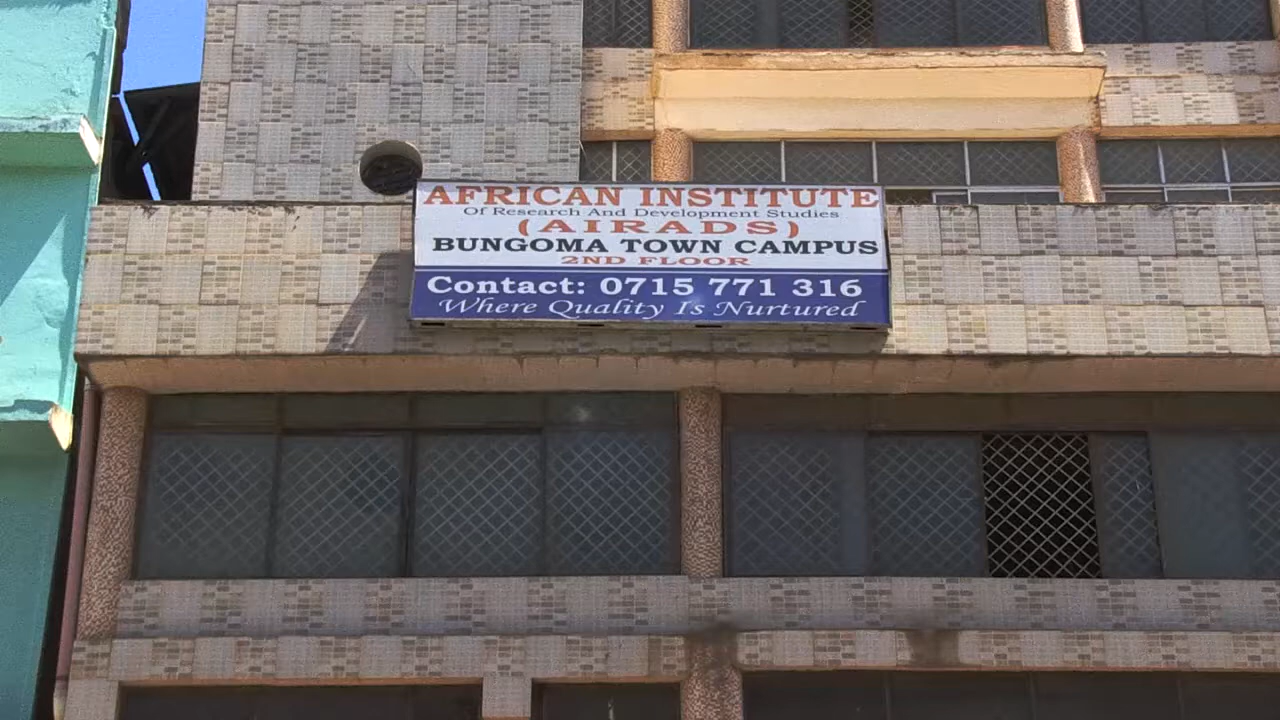 AFRICAN INSTITUTE
Of Research And Development Studies
(AIRADS)
BUNGOMA TOWN CAMPUS
2ND FLOOR
Contact: 0715 771 316
Where Quality Is Nurtured